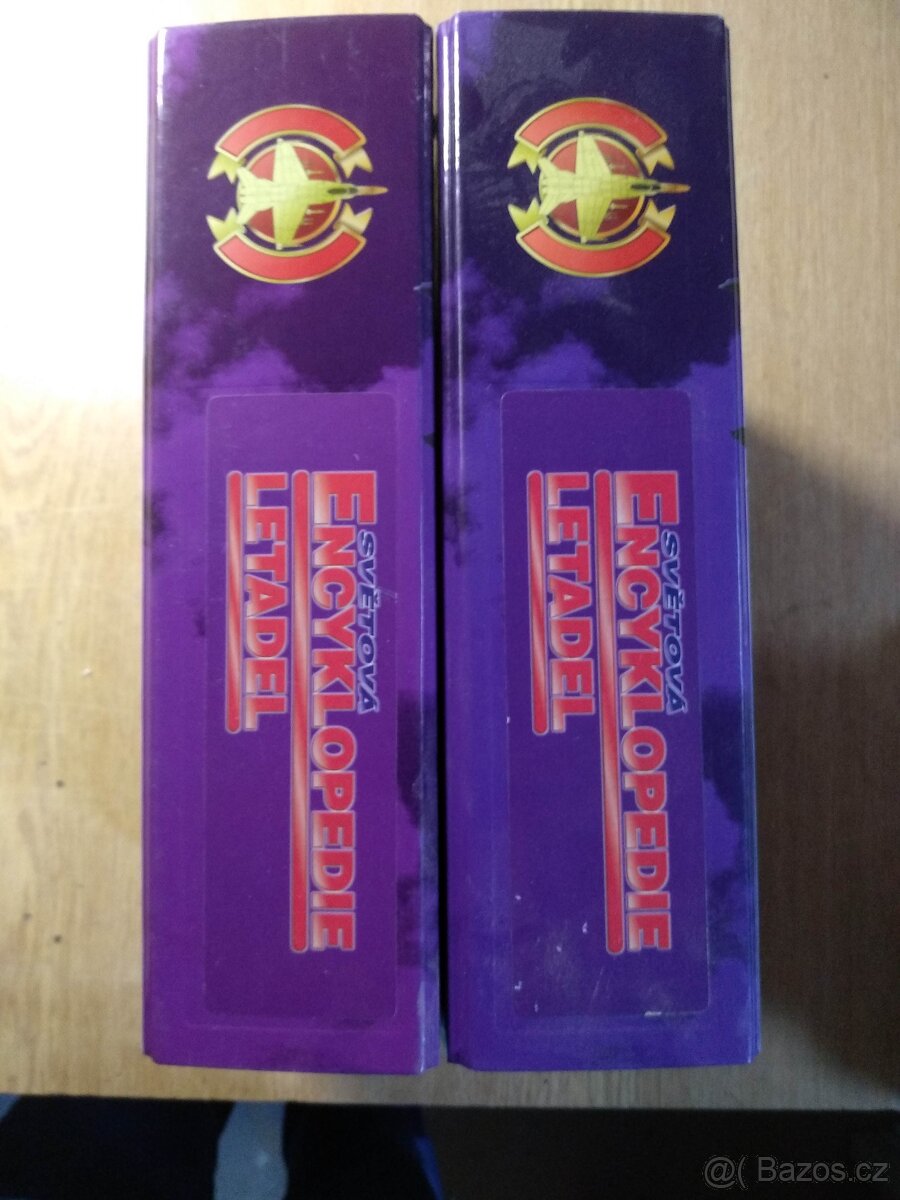 SVĚTOVÁ
ENCYKLOPEDIE
LETADEL
SVĚTOVÁ
ENCYKLOPEDIE
LETADEL
@( Bazos.cz